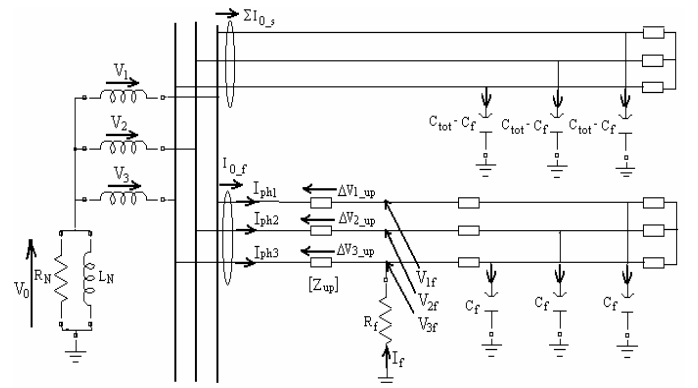 ΣI0_s
V1
V2
V3
Ctot- Cf
Ctot- Cf
Ctot- Cf
I0_f
Iph1
ΔV1_up
Iph2
ΔV2_up
Iph3
ΔV3_up
[Zup]
V1f
V2f
V3f
V0
RN
LN
Rf
If
Cf
Cf
Cf